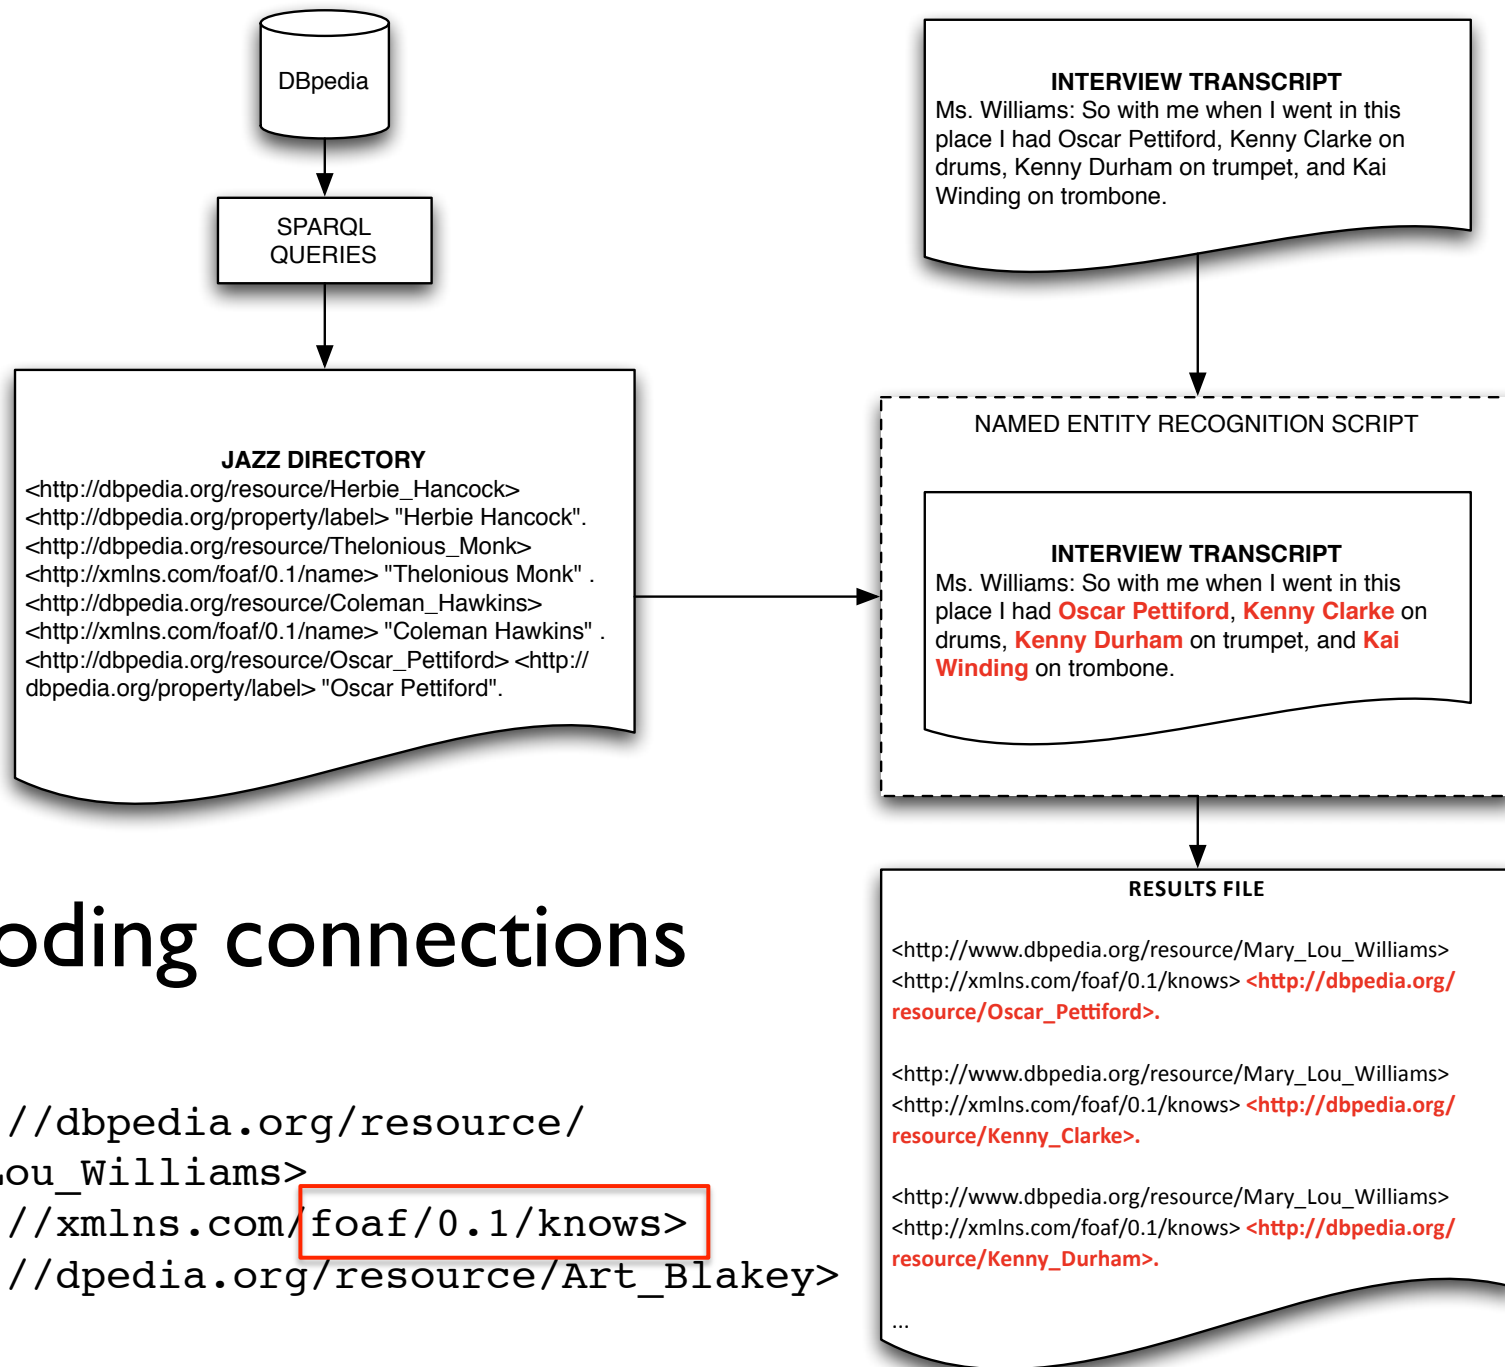 DBpedia
SPARQL
QUERIES
JAZZ DIRECTORY
<http://dbpedia.org/resource/Herbie_Hancock>
<http://dbpedia.org/property/label> "Herbie Hancock".
<http://dbpedia.org/resource/Thelonious_Monk>
<http://xmlns.com/foaf/0.1/name> "Thelonious Monk" .
<http://dbpedia.org/resource/Coleman_Hawkins>
<http://xmlns.com/foaf/0.1/name> "Coleman Hawkins" .
<http://dbpedia.org/resource/Oscar_Pettiford> <http://
dbpedia.org/property/label> "Oscar Pettiford".
INTERVIEW TRANSCRIPT
Ms. Williams: So with me when I went in this
place I had Oscar Pettiford, Kenny Clarke on
drums, Kenny Durham on trumpet, and Kai
Winding on trombone.
NAMED ENTITY RECOGNITION SCRIPT
INTERVIEW TRANSCRIPT
Ms. Williams: So with me when I went in this
place I had Oscar Pettiford, Kenny Clarke on
drums, Kenny Durham on trumpet, and Kai
Winding on trombone.
RESULTS FILE
<http://www.dbpedia.org/resource/Mary_Lou_Williams>
<http://xmlns.com/foaf/0.1/knows> <http://dbpedia.org/
resource/Oscar_Pettiford>.
<http://www.dbpedia.org/resource/Mary_Lou_Williams>
<http://xmlns.com/foaf/0.1/knows> <http://dbpedia.org/
resource/Kenny_Clarke>.
<http://www.dbpedia.org/resource/Mary_Lou_Williams>
<http://xmlns.com/foaf/0.1/knows> <http://dbpedia.org/
resource/Kenny_Durham>.
...
oding connections
//dbpedia.org/resource/
Lou_Williams>
//xmlns.com/foaf/0.1/knows>
//dpedia.org/resource/Art_Blakey>